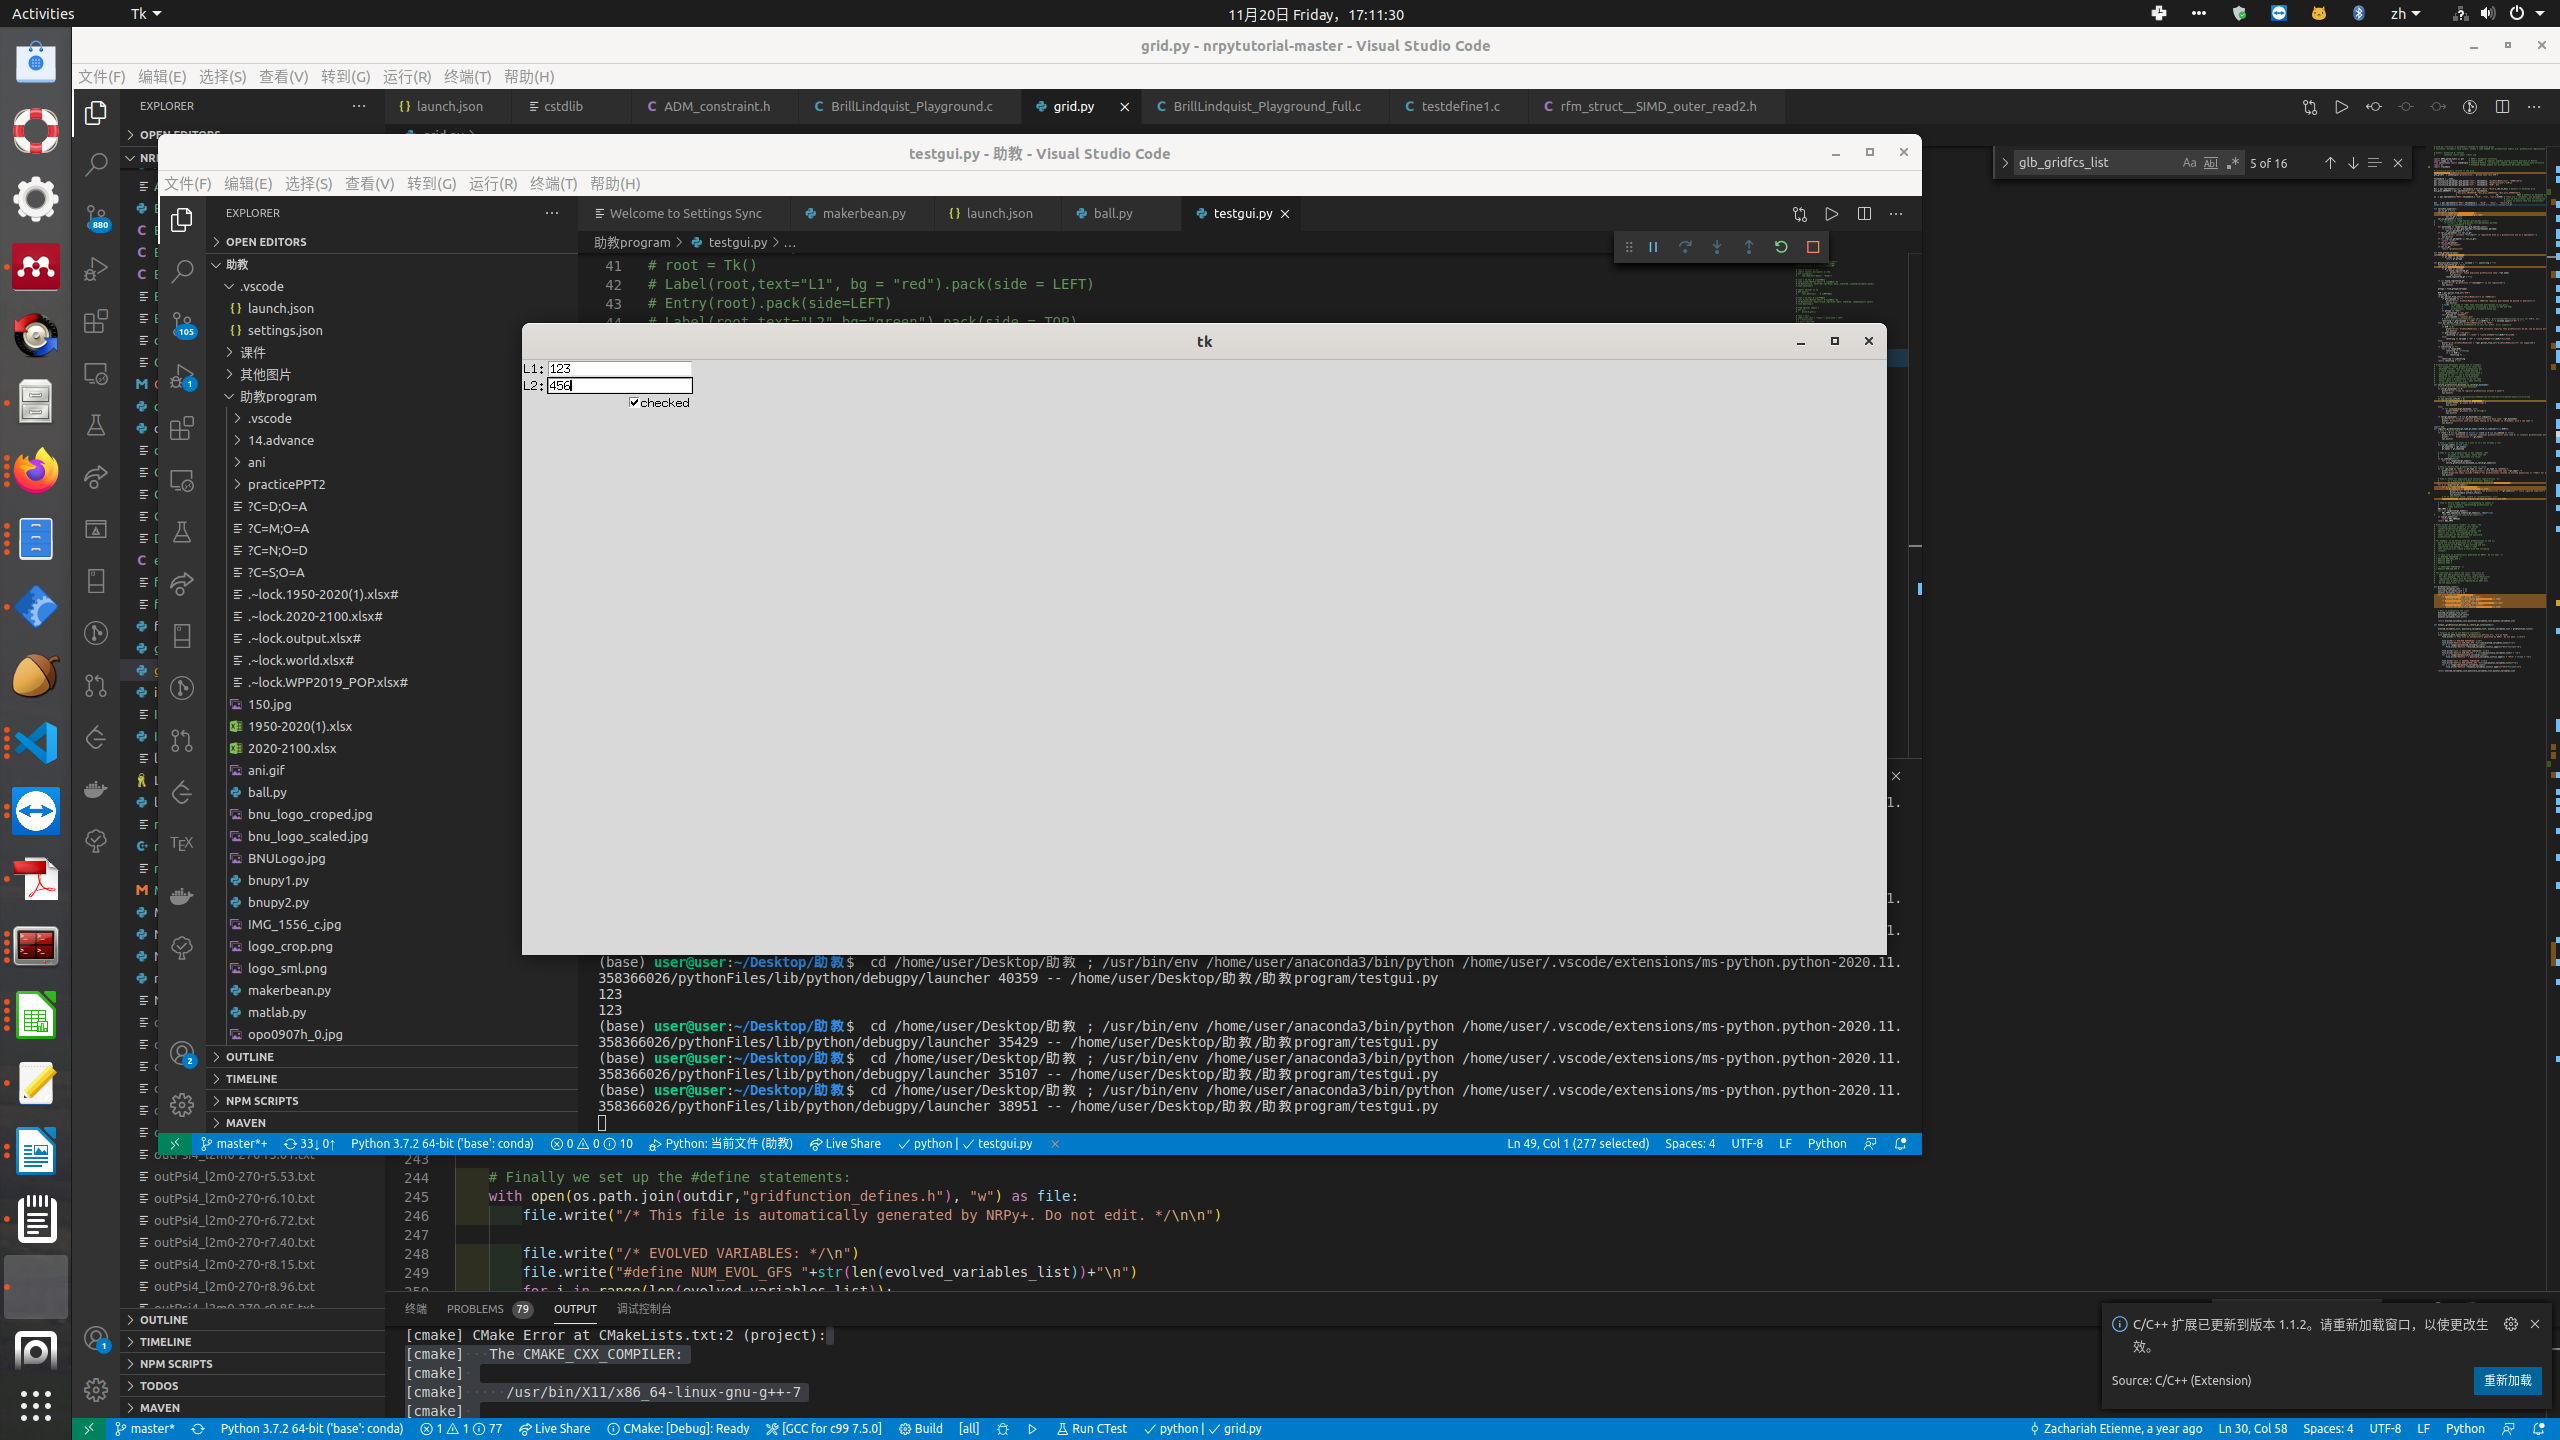 Activities
Tk
11月20日 Friday，17:11:30
zh
grid.py - nrpytutorial-master - Visual Studio Code
文件(F) 编辑(E) 选择(S) 查看(V) 转到(G) 运行(R) 终端(T) 帮助(H)
EXPLORER
launch.json cstdlib ADM_constraint.h BrillLindquist_Playground.c grid.py BrillLindquist_Playground_full.c testdefine1.c rfm_struct__SIMD_outer_read2.h
glb_gridfcs_list
5 of 16
testgui.py - 助教 - Visual Studio Code
文件(F) 编辑(E) 选择(S) 查看(V) 转到(G) 运行(R) 终端(T) 帮助(H)
EXPLORER
Welcome to Settings Sync makerbean.py launch.json ball.py testgui.py
助教program > testgui.py > ...
OPEN EDITORS
助教
.vscode
launch.json
settings.json
课件
其他图片
助教program
.vscode
14.advance
ani
practicePPT2
?C=D;O=A
?C=M;O=A
?C=N;O=D
?C=S;O=A
.~lock.1950-2020(1).xlsx#
.~lock.2020-2100.xlsx#
.~lock.output.xlsx#
.~lock.world.xlsx#
.~lock.WPP2019_POP.xlsx#
150.jpg
1950-2020(1).xlsx
2020-2100.xlsx
ani.gif
ball.py
bnu_logo_croped.jpg
bnu_logo_scaled.jpg
BNULogo.jpg
bnupy1.py
bnupy2.py
IMG_1556_c.jpg
logo_crop.png
logo_sml.png
makerbean.py
matlab.py
opo0907h_0.jpg
OUTLINE
TIMELINE
NPM SCRIPTS
MAVEN
880
105
1
2
41 # root = Tk()
42 # Label(root,text="L1", bg = "red").pack(side = LEFT)
43 # Entry(root).pack(side=LEFT)
tk
L1: 123
L2: 456
checked
(base) user@user:~/Desktop/助教$ cd /home/user/Desktop/助教 ; /usr/bin/env /home/user/anaconda3/bin/python /home/user/.vscode/extensions/ms-python.python-2020.11.
358366026/pythonFiles/lib/python/debugpy/launcher 40359 -- /home/user/Desktop/助教/助教program/testgui.py
123
123
(base) user@user:~/Desktop/助教$ cd /home/user/Desktop/助教 ; /usr/bin/env /home/user/anaconda3/bin/python /home/user/.vscode/extensions/ms-python.python-2020.11.
358366026/pythonFiles/lib/python/debugpy/launcher 35429 -- /home/user/Desktop/助教/助教program/testgui.py
(base) user@user:~/Desktop/助教$ cd /home/user/Desktop/助教 ; /usr/bin/env /home/user/anaconda3/bin/python /home/user/.vscode/extensions/ms-python.python-2020.11.
358366026/pythonFiles/lib/python/debugpy/launcher 35107 -- /home/user/Desktop/助教/助教program/testgui.py
(base) user@user:~/Desktop/助教$ cd /home/user/Desktop/助教 ; /usr/bin/env /home/user/anaconda3/bin/python /home/user/.vscode/extensions/ms-python.python-2020.11.
358366026/pythonFiles/lib/python/debugpy/launcher 38951 -- /home/user/Desktop/助教/助教program/testgui.py
master*+ 33↓ 0↑ Python 3.7.2 64-bit ('base': conda) 0 0 10 Python: 当前文件 (助教) Live Share python | testgui.py
Ln 49, Col 1 (277 selected) Spaces: 4 UTF-8 LF Python
outPsi4_l2m0-270-r5.53.txt
outPsi4_l2m0-270-r6.10.txt
outPsi4_l2m0-270-r6.72.txt
outPsi4_l2m0-270-r7.40.txt
outPsi4_l2m0-270-r8.15.txt
outPsi4_l2m0-270-r8.96.txt
OUTLINE
TIMELINE
NPM SCRIPTS
TODOS
MAVEN
243
244 # Finally we set up the #define statements:
245 with open(os.path.join(outdir,"gridfunction_defines.h"), "w") as file:
246 file.write("/* This file is automatically generated by NRPy+. Do not edit. */\n\n")
247
248 file.write("/* EVOLVED VARIABLES: */\n")
249 file.write("#define NUM_EVOL_GFS "+str(len(evolved_variables_list))+"\n")
250 for i in range(len(evolved_variables_list)):
终端 PROBLEMS 79 OUTPUT 调试控制台
[cmake] CMake Error at CMakeLists.txt:2 (project):
[cmake] The CMAKE_CXX_COMPILER:
[cmake]
[cmake] /usr/bin/X11/x86_64-linux-gnu-g++-7
[cmake]
C/C++ 扩展已更新到版本 1.1.2。请重新加载窗口，以使更改生
效。
Source: C/C++ (Extension)
重新加载
master* Python 3.7.2 64-bit ('base': conda) 1 1 77 Live Share CMake: [Debug]: Ready [GCC for c99 7.5.0] Build [all] Run CTest python | grid.py
Zachariah Etienne, a year ago Ln 30, Col 58 Spaces: 4 UTF-8 LF Python